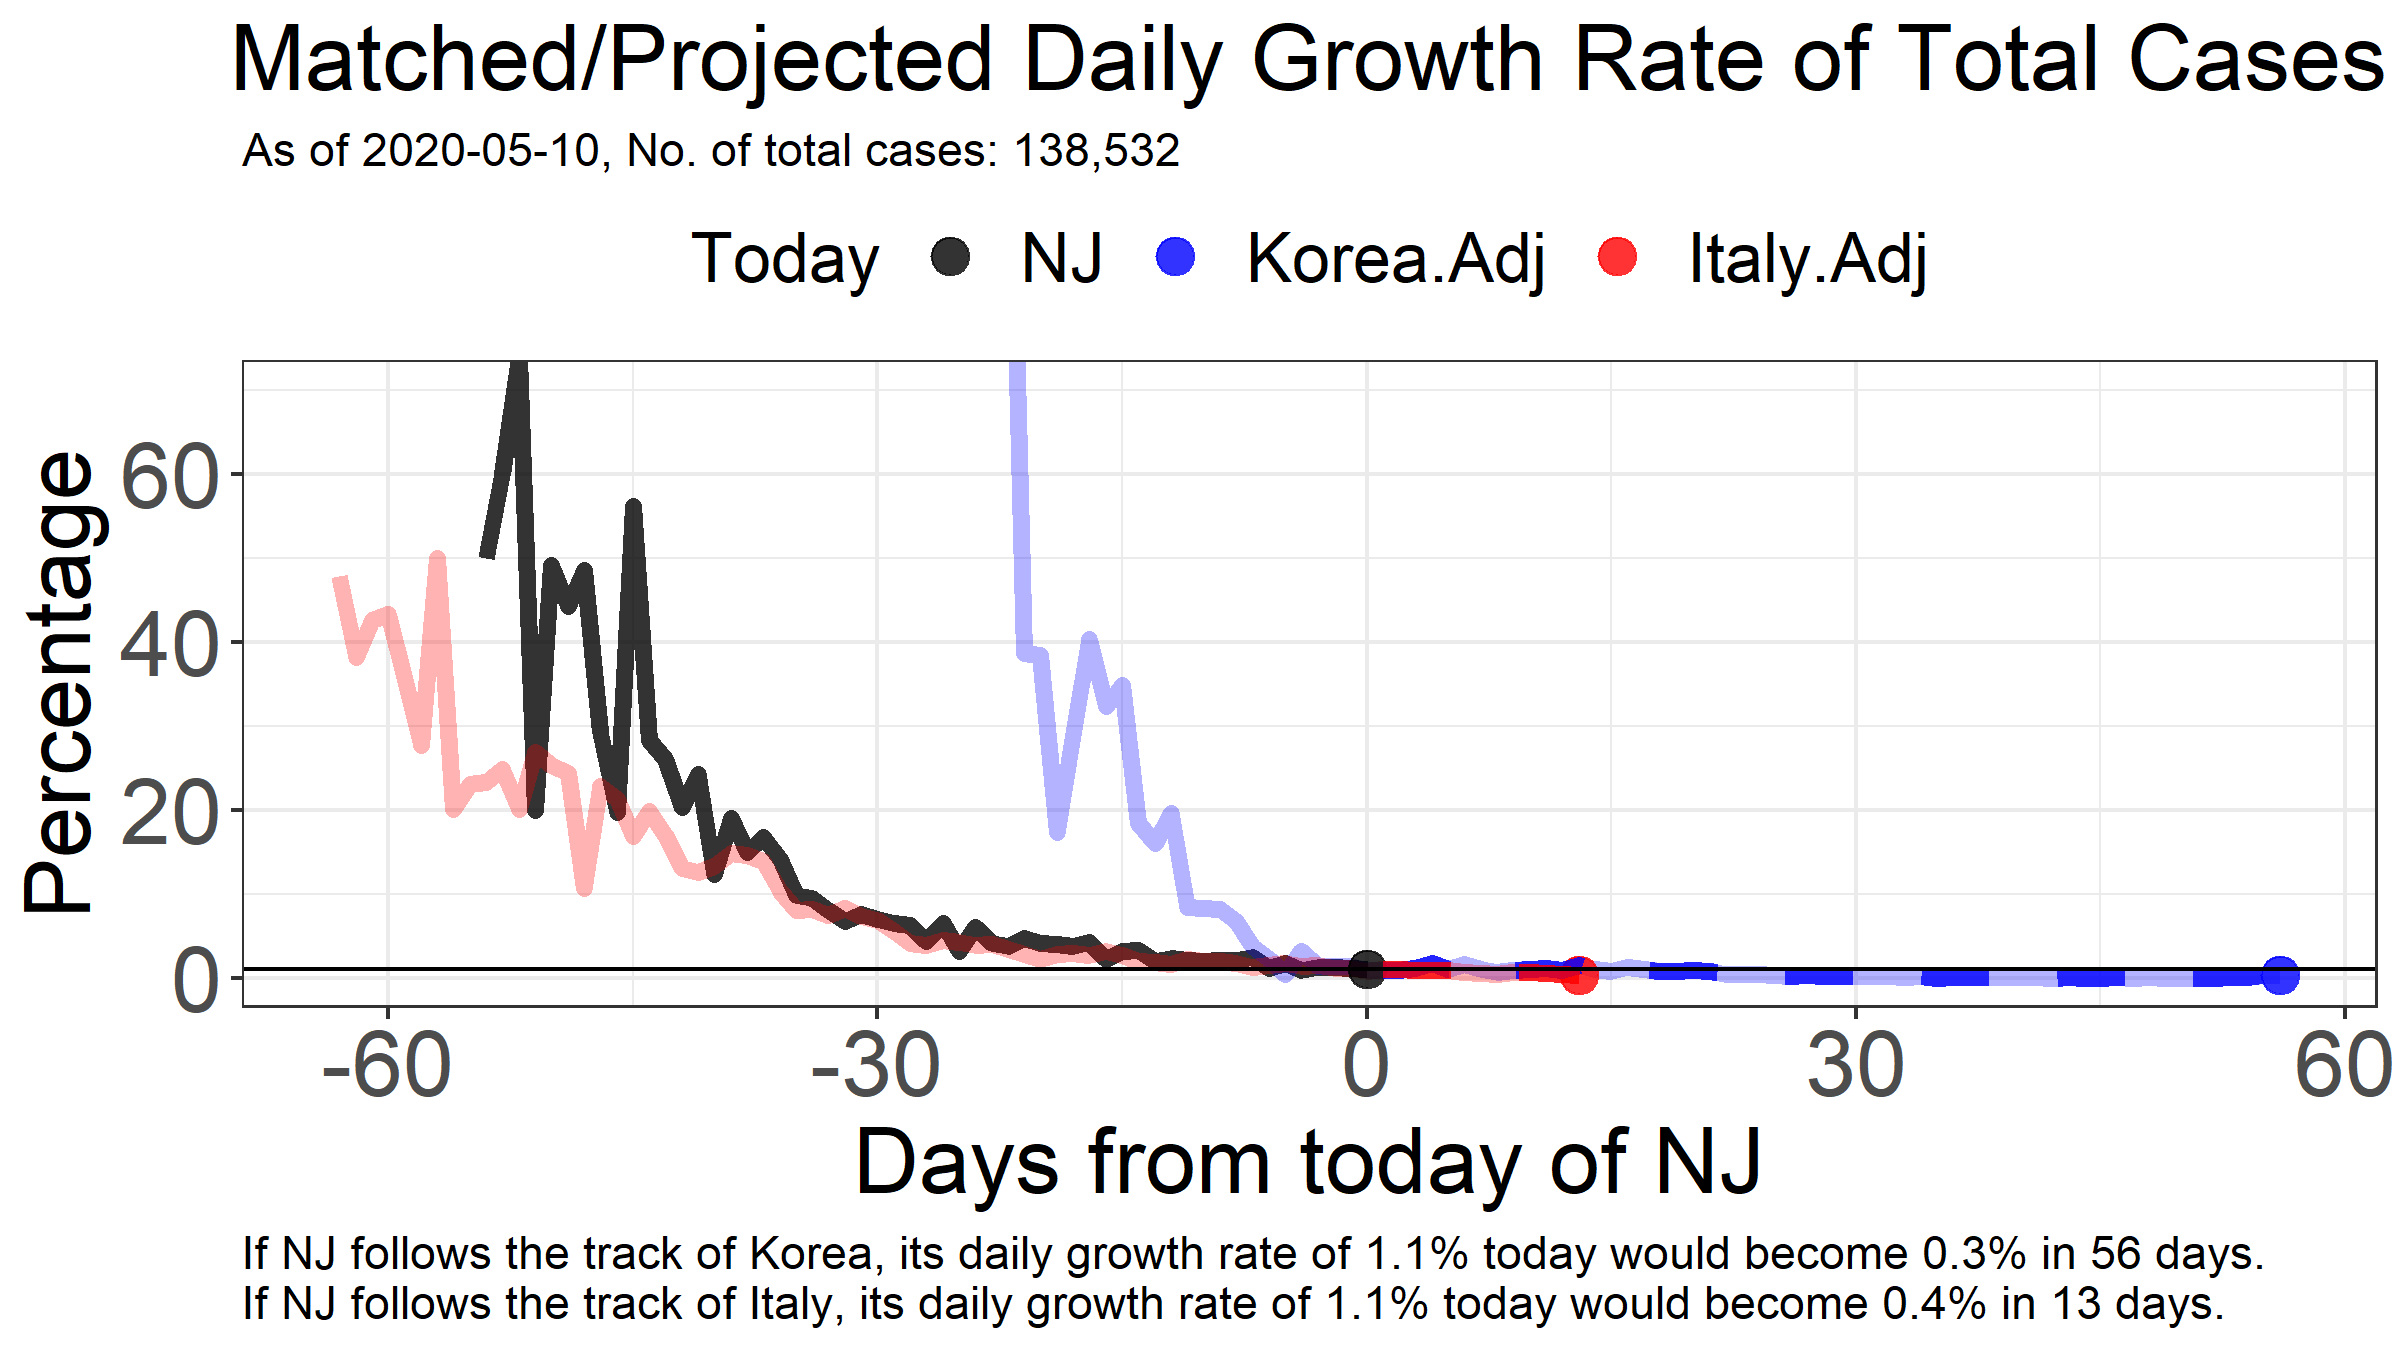 Matched/Projected Daily Growth Rate of Total Cases
As of 2020-05-10, No. of total cases: 138,532
Today NJ Korea.Adj Italy.Adj
Percentage
60
40
20
0
-60 -30 0 30 60
Days from today of NJ
If NJ follows the track of Korea, its daily growth rate of 1.1% today would become 0.3% in 56 days.
If NJ follows the track of Italy, its daily growth rate of 1.1% today would become 0.4% in 13 days.